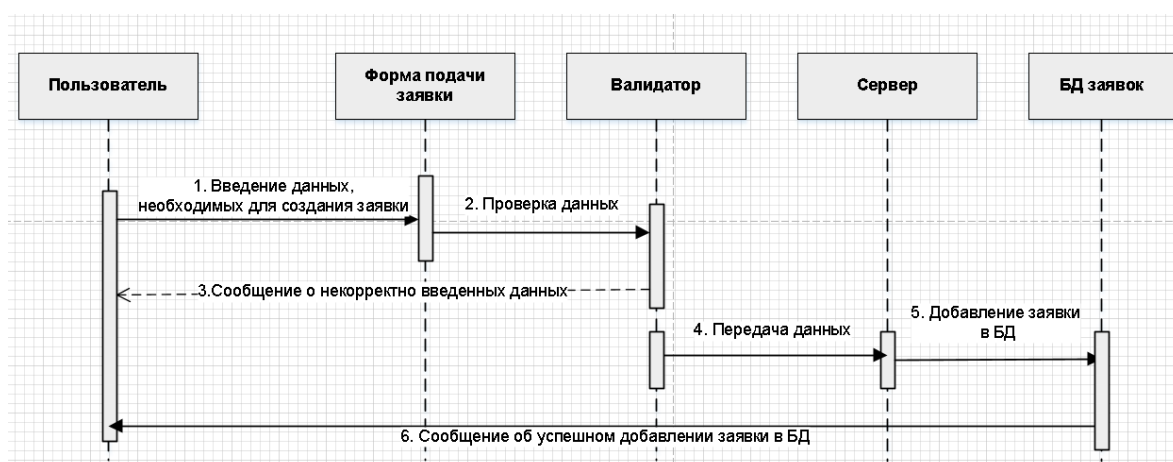 Пользователь
Форма подачи
заявки
Валидатор
Сервер
БД заявок
1. Введение данных,
необходимых для создания заявки
2. Проверка данных
3.Сообщение о некорректно введенных данных
4. Передача данных
5. Добавление заявки
в БД
6. Сообщение об успешном добавлении заявки в БД